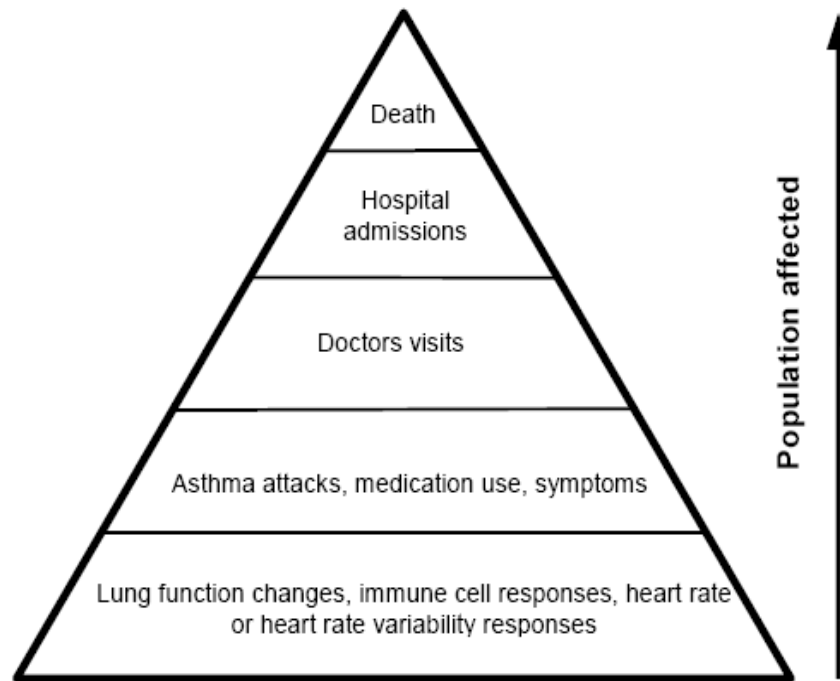 Death
Hospital
admissions
Doctors visits
Asthma attacks, medication use, symptoms
Lung function changes, immune cell responses, heart rate
or heart rate variability responses
Population affected